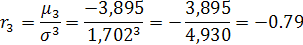 r₃ = μ₃/σ³ = −3,895/1,702³ = −3,895/4,930 = −0.79